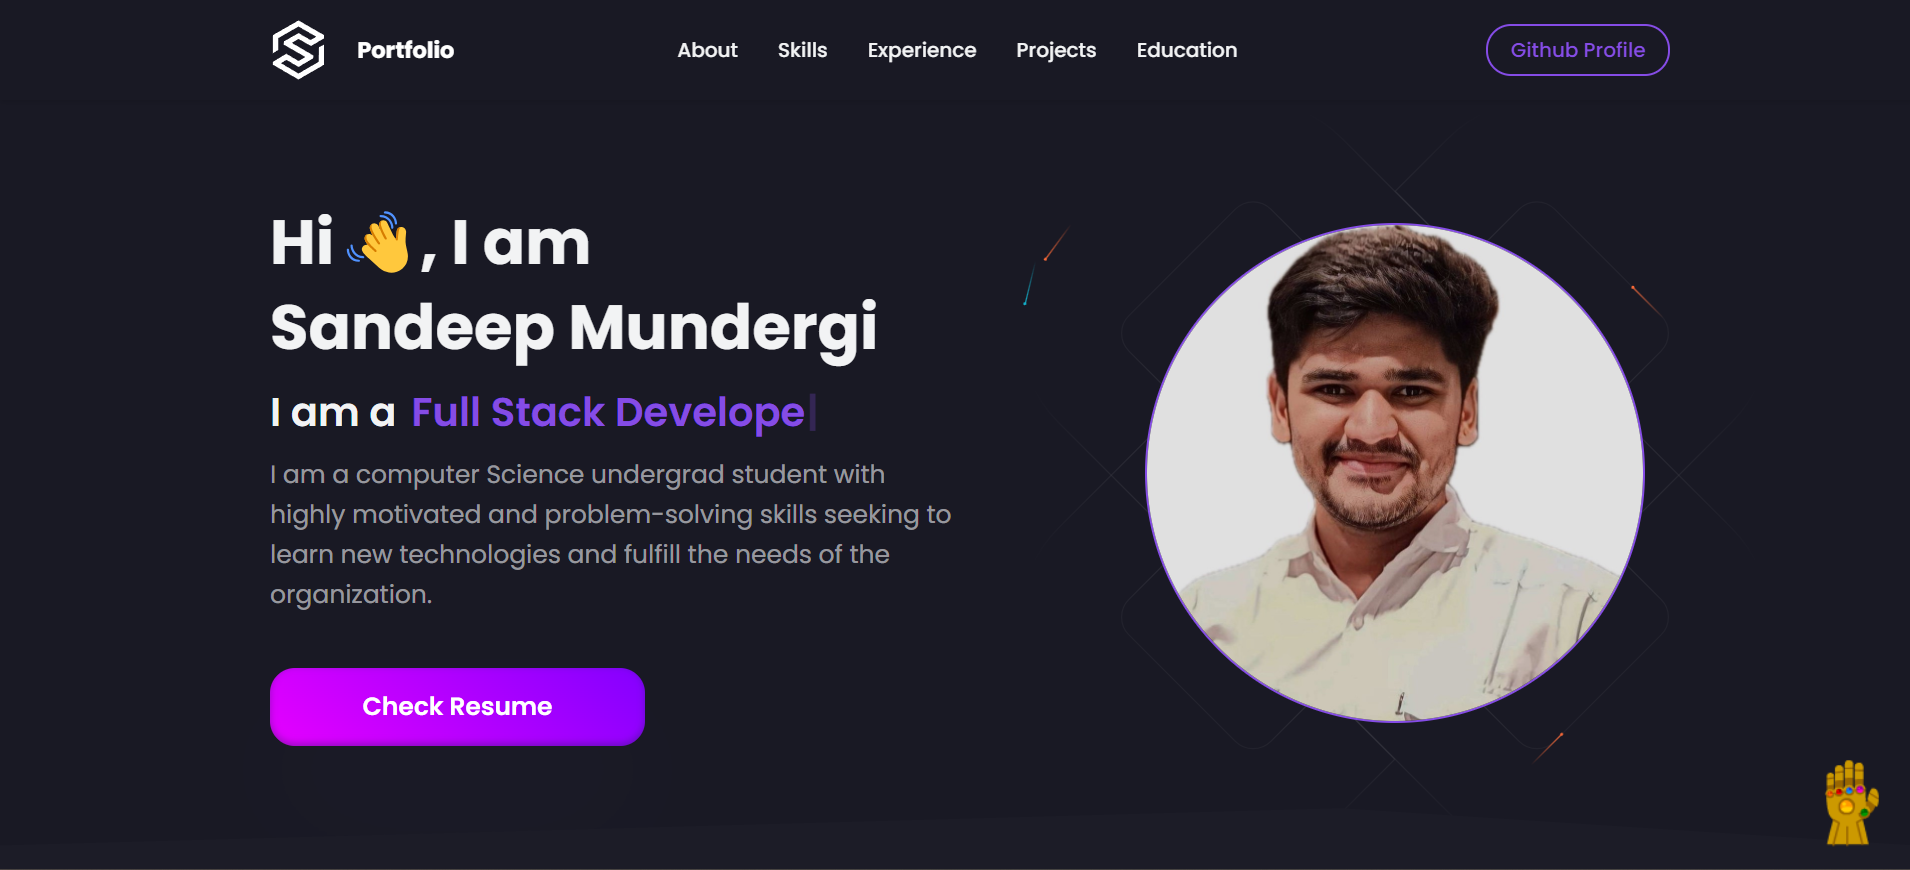 Portfolio
About Skills Experience Projects Education
Github Profile
Hi 👋, I am
Sandeep Mundergi
I am a Full Stack Develope|
I am a computer Science undergrad student with
highly motivated and problem-solving skills seeking to
learn new technologies and fulfill the needs of the
organization.
Check Resume